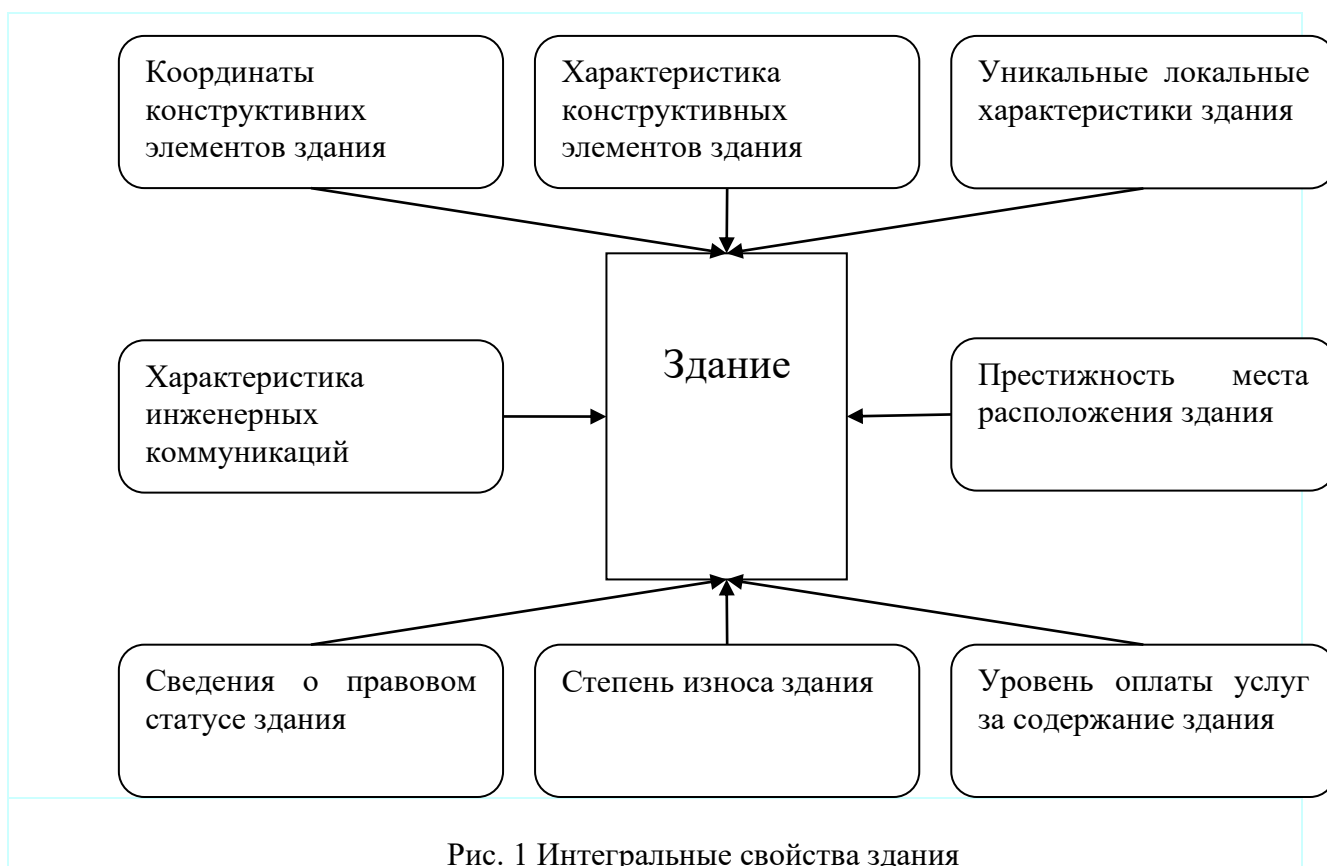 Координаты
конструктивних
элементов здания
Характеристика
конструктивных
элементов здания
Уникальные локальные
характеристики здания
Здание
Характеристика
инженерных
коммуникаций
Престижность места
расположения здания
Сведения о правовом
статусе здания
Степень износа здания
Уровень оплаты услуг
за содержание здания
Рис. 1 Интегральные свойства здания